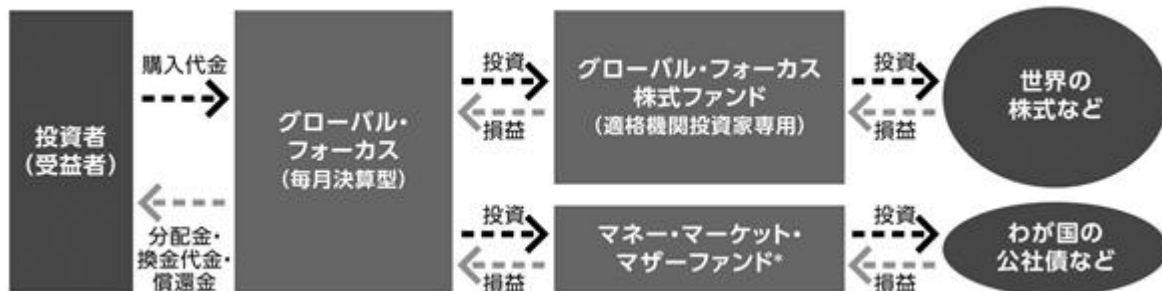 投資者
(受益者)
購入代金
分配金・
換金代金・
償還金
グローバル・
フォーカス
(毎月決算型)
投資
損益
投資
損益
グローバル・フォーカス
株式ファンド
(適格機関投資家専用)
マネー・マーケット・
マザーファンド*
投資
損益
投資
損益
世界の
株式など
わが国の
公社債など